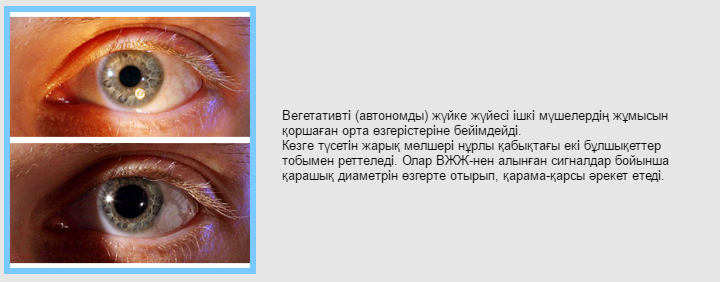 Вегетативті (автономды) жүйке жүйесі ішкі мүшелердің жұмысын
қоршаған орта өзгерістеріне бейімдейді.
Көзге түсетін жарық мөлшері нұрлы қабықтағы екі бұлшықеттер
тобымен реттеледі. Олар ВЖЖ-нен алынған сигналдар бойынша
қарашық диаметрін өзгерте отырып, қарама-қарсы әрекет етеді.